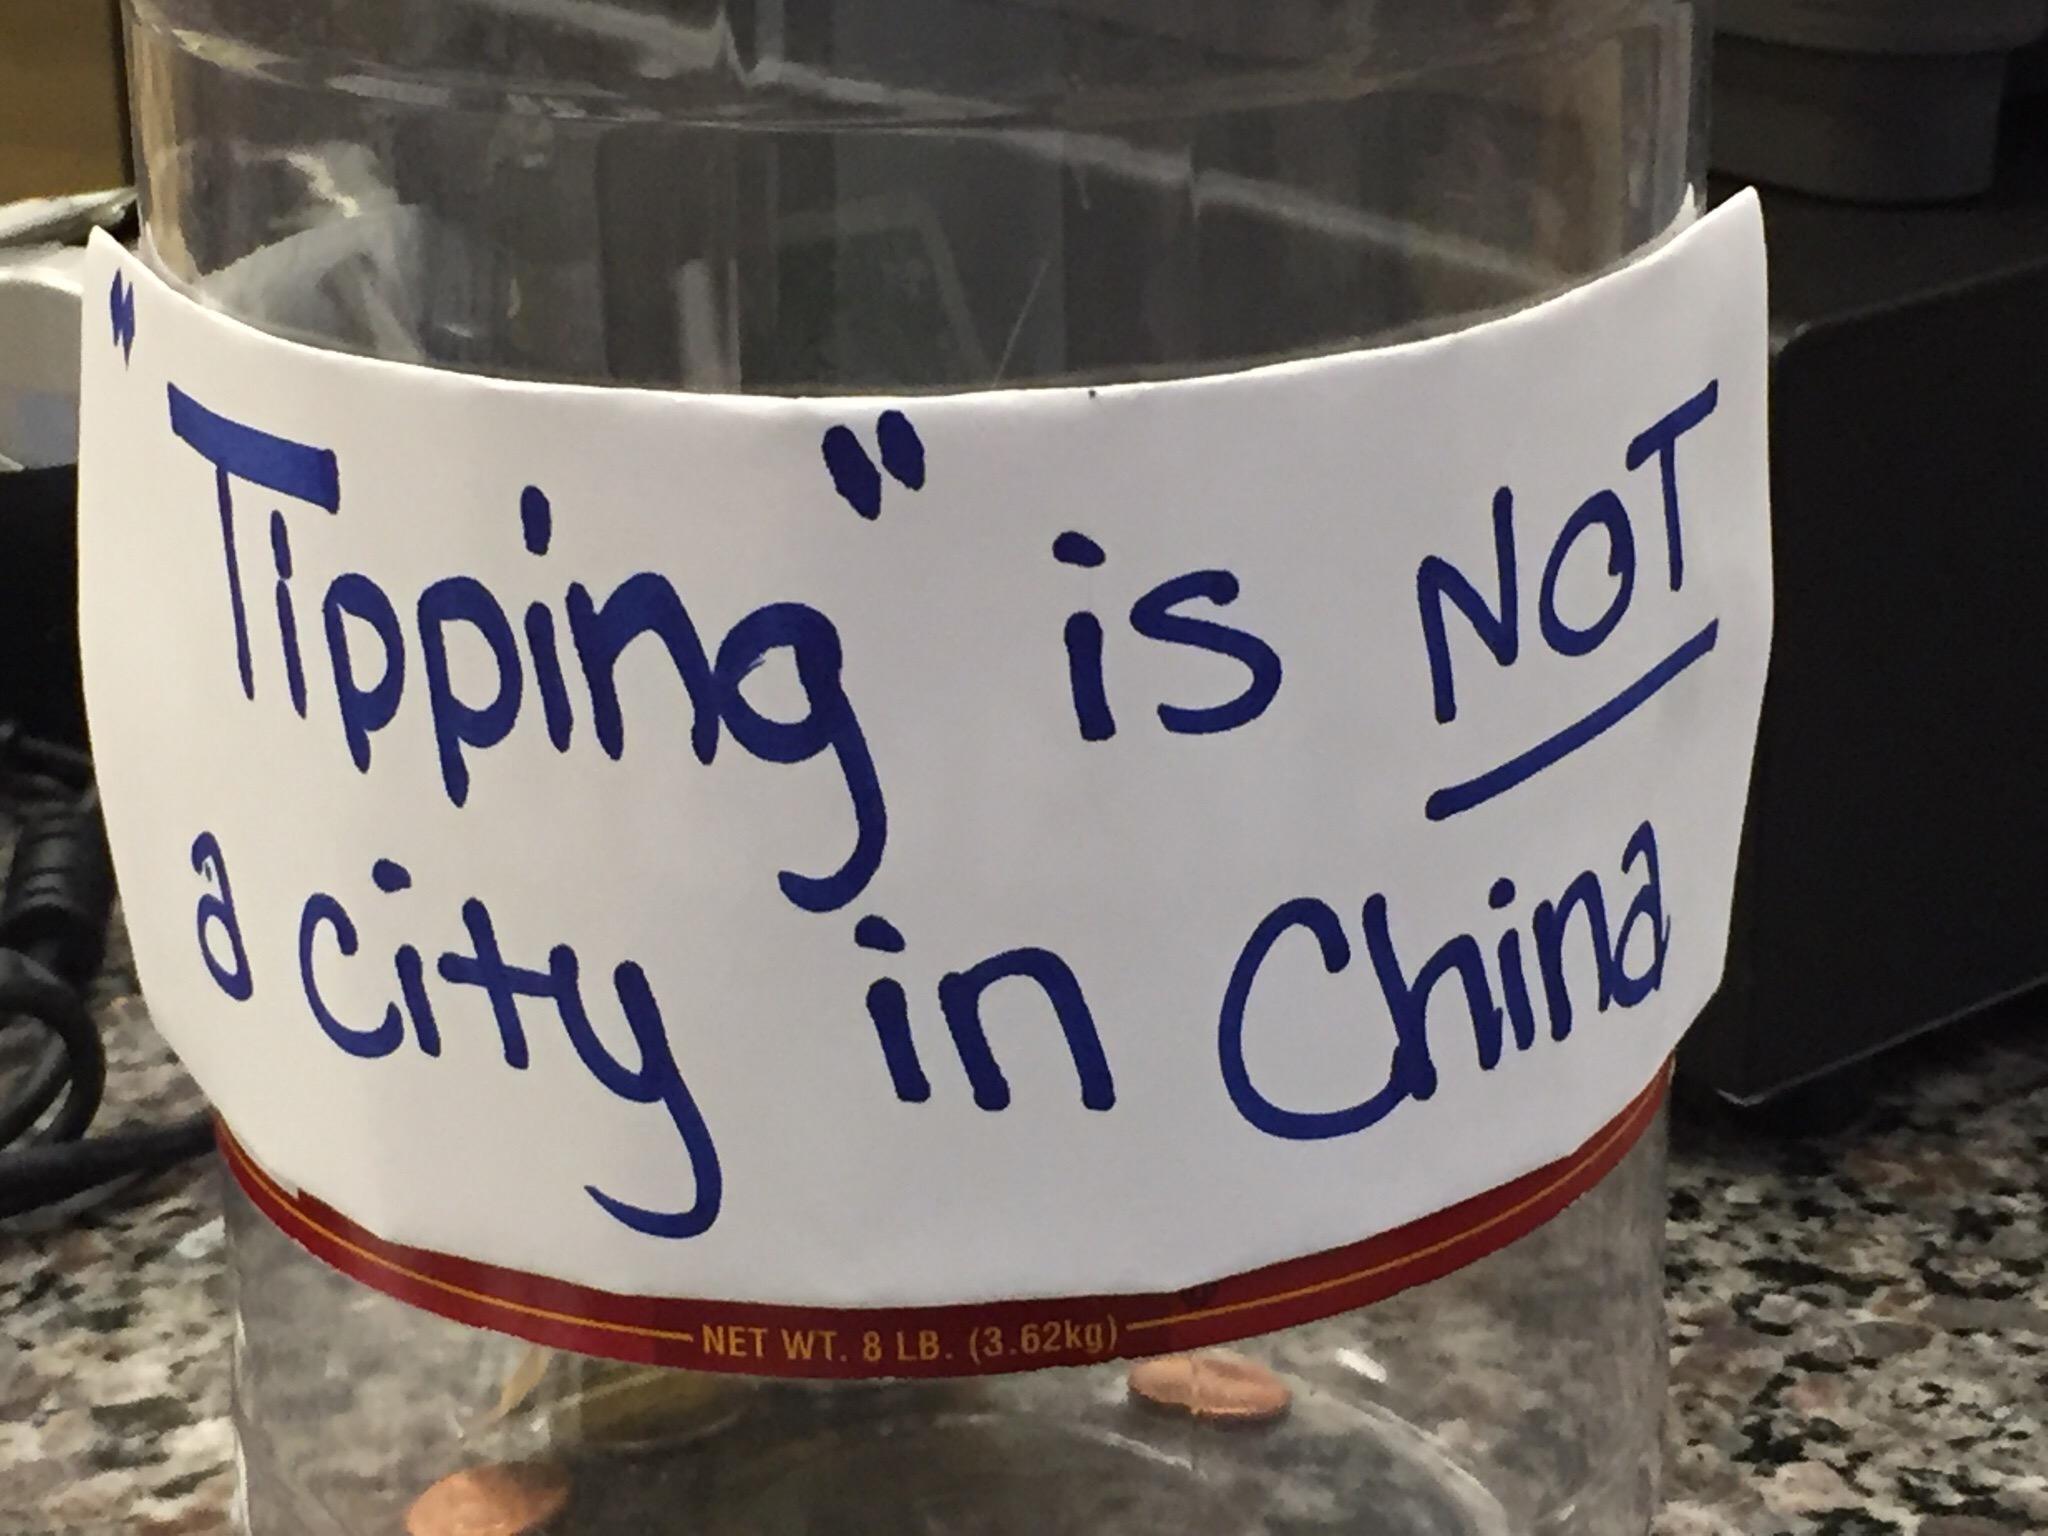 "Tipping" is NOT
a city in China
NET WT. 8 LB. (3.62kg)